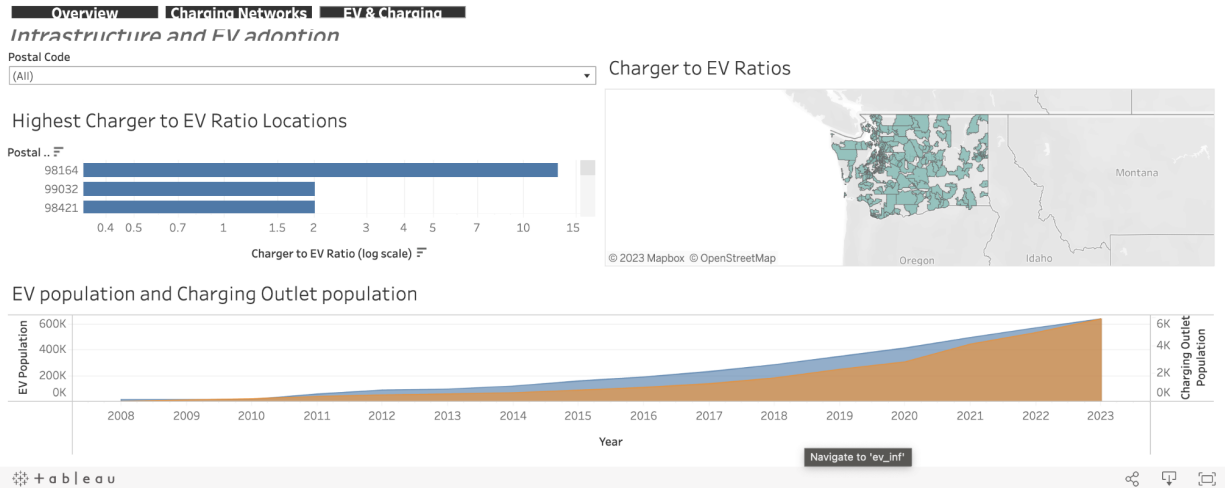 Overview Charging Networks EV & Charging
Infrastructure and EV adoption
Postal Code
(All)
Charger to EV Ratios
Highest Charger to EV Ratio Locations
Postal ..
98164
99032
98421
0.4 0.5 0.7 1 1.5 2 3 4 5 7 10 15
Charger to EV Ratio (log scale)
Montana
Oregon
Idaho
© 2023 Mapbox © OpenStreetMap
EV population and Charging Outlet population
EV Population
600K
400K
200K
0K
6K
4K
2K
0K
Charging Outlet
Population
2008 2009 2010 2011 2012 2013 2014 2015 2016 2017 2018 2019 2020 2021 2022 2023
Year
Navigate to 'ev_inf'
+ableau